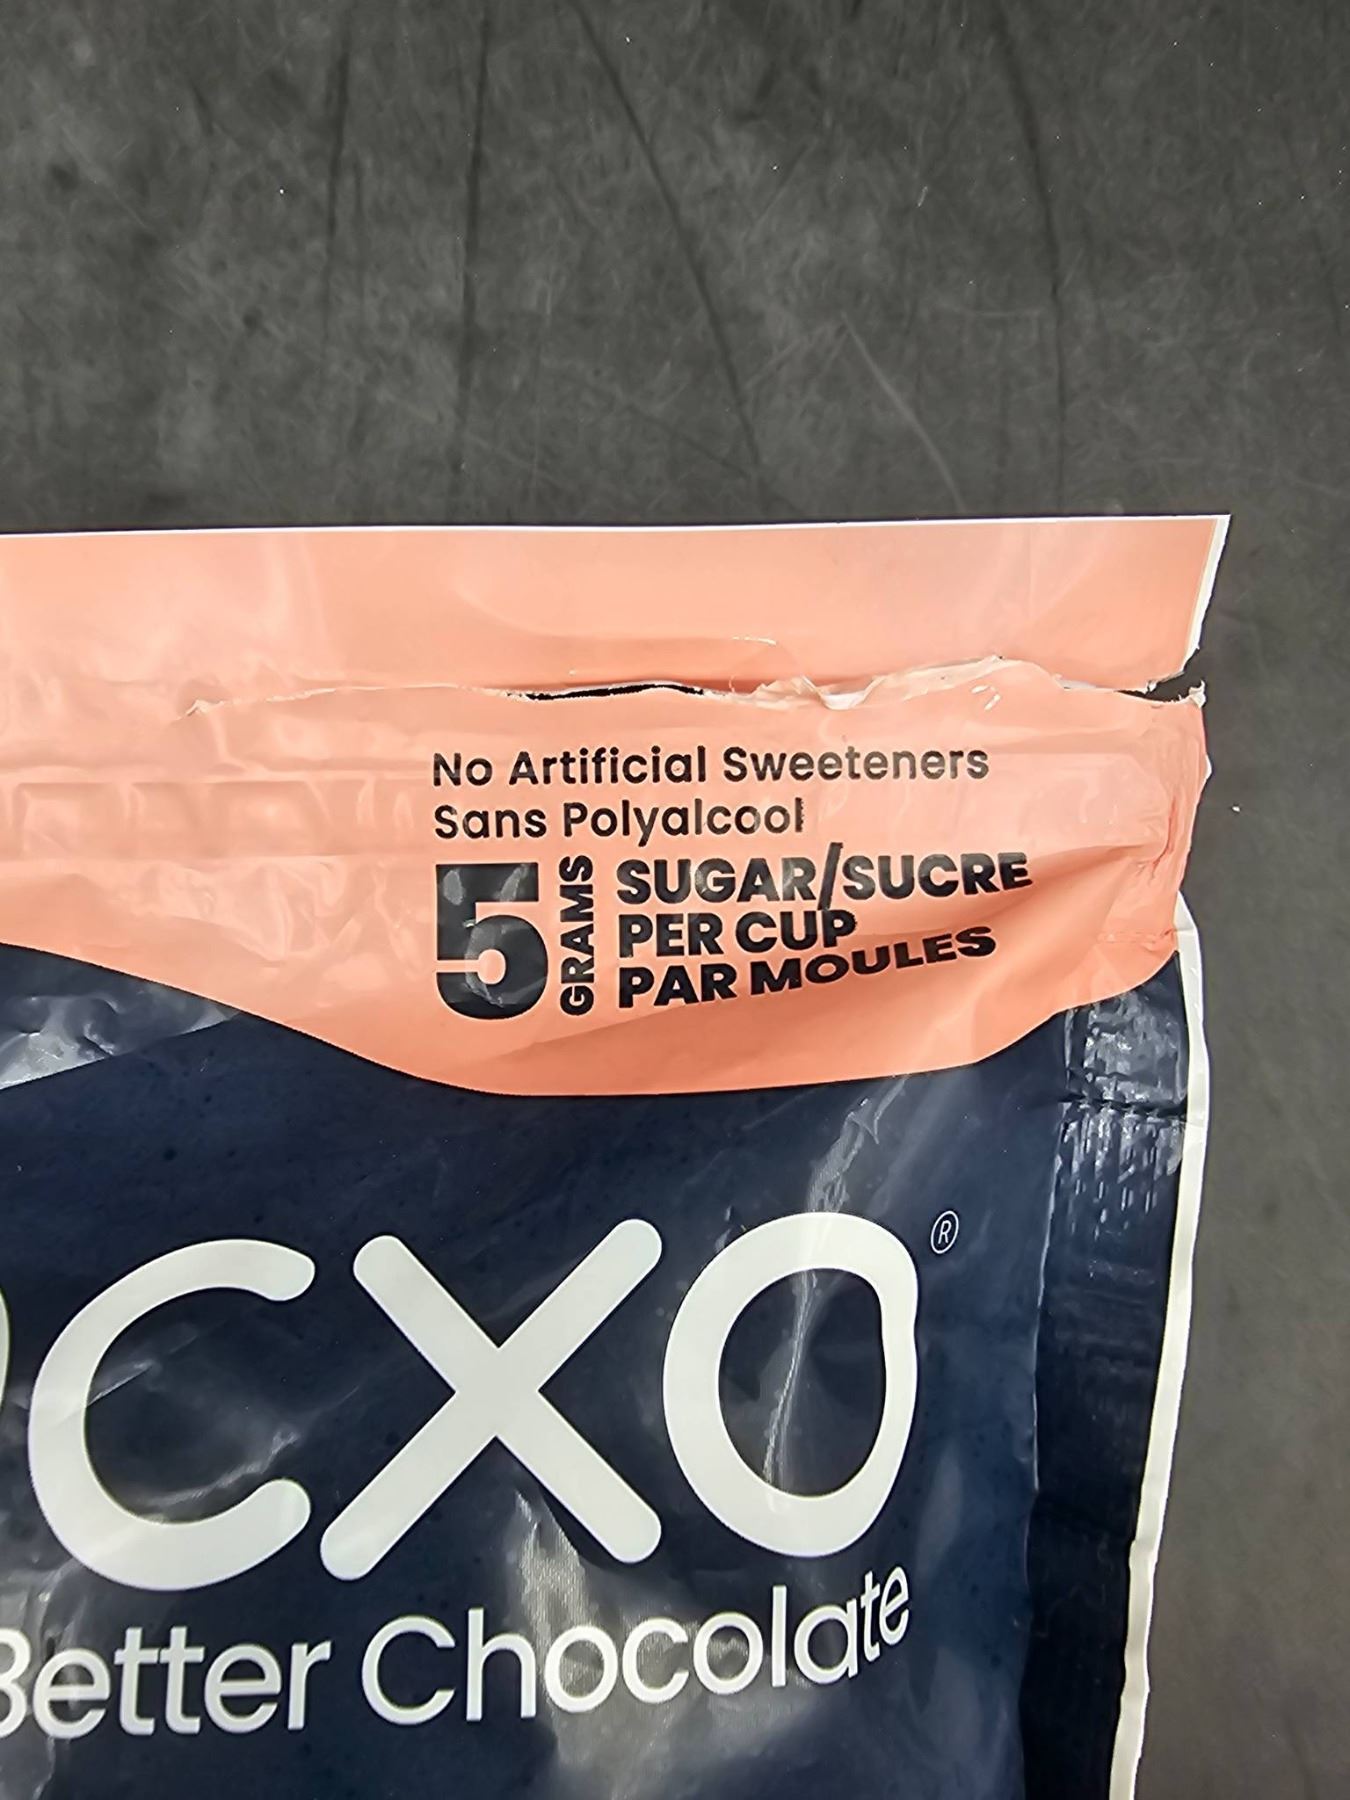 No Artificial Sweeteners
Sans Polyalcool
5 GRAMS
SUGAR/SUCRE
PER CUP
PAR MOULES
CXO®
Better Chocolate